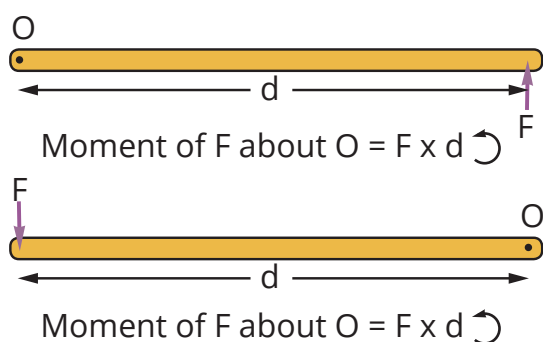 O
d
F
Moment of F about O = F x d
F
O
d
Moment of F about O = F x d